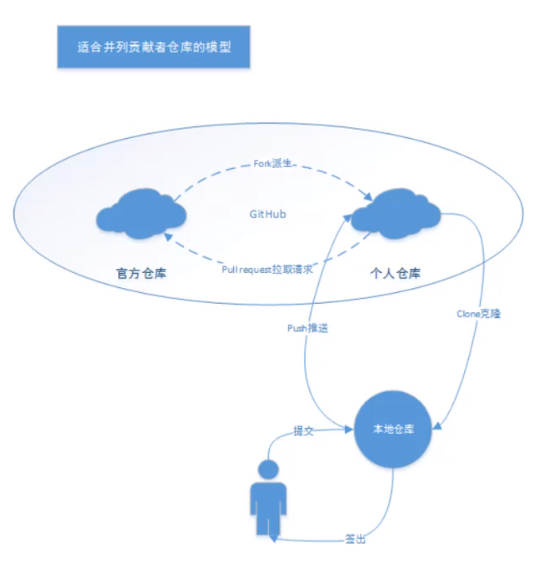 适合并列贡献者仓库的模型
Fork派生
GitHub
Pull request拉取请求
官方仓库
个人仓库
Push推送
Clone克隆
提交
本地仓库
签出